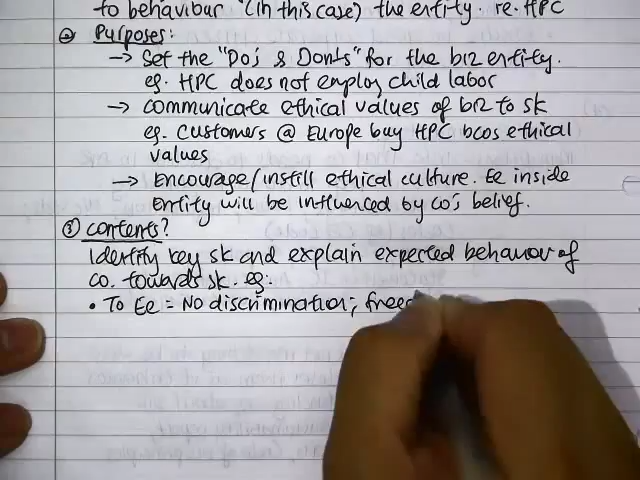 to behaviour (in this case) the entity. re. HPC
② Purposes:
→ Set the "Do's & Dont's" for the biz entity.
eg. HPC does not employ child labor
→ communicate ethical values of biz to sk
eg. Customers @ Europe buy HPC bcos ethical
values
→ Encourage/instill ethical culture. Ee inside
Entity will be influenced by co's belief.
③ contents?
Identify key sk and explain expected behavior of
co. towards sk. eg:
• To Ee = No discrimination; freed